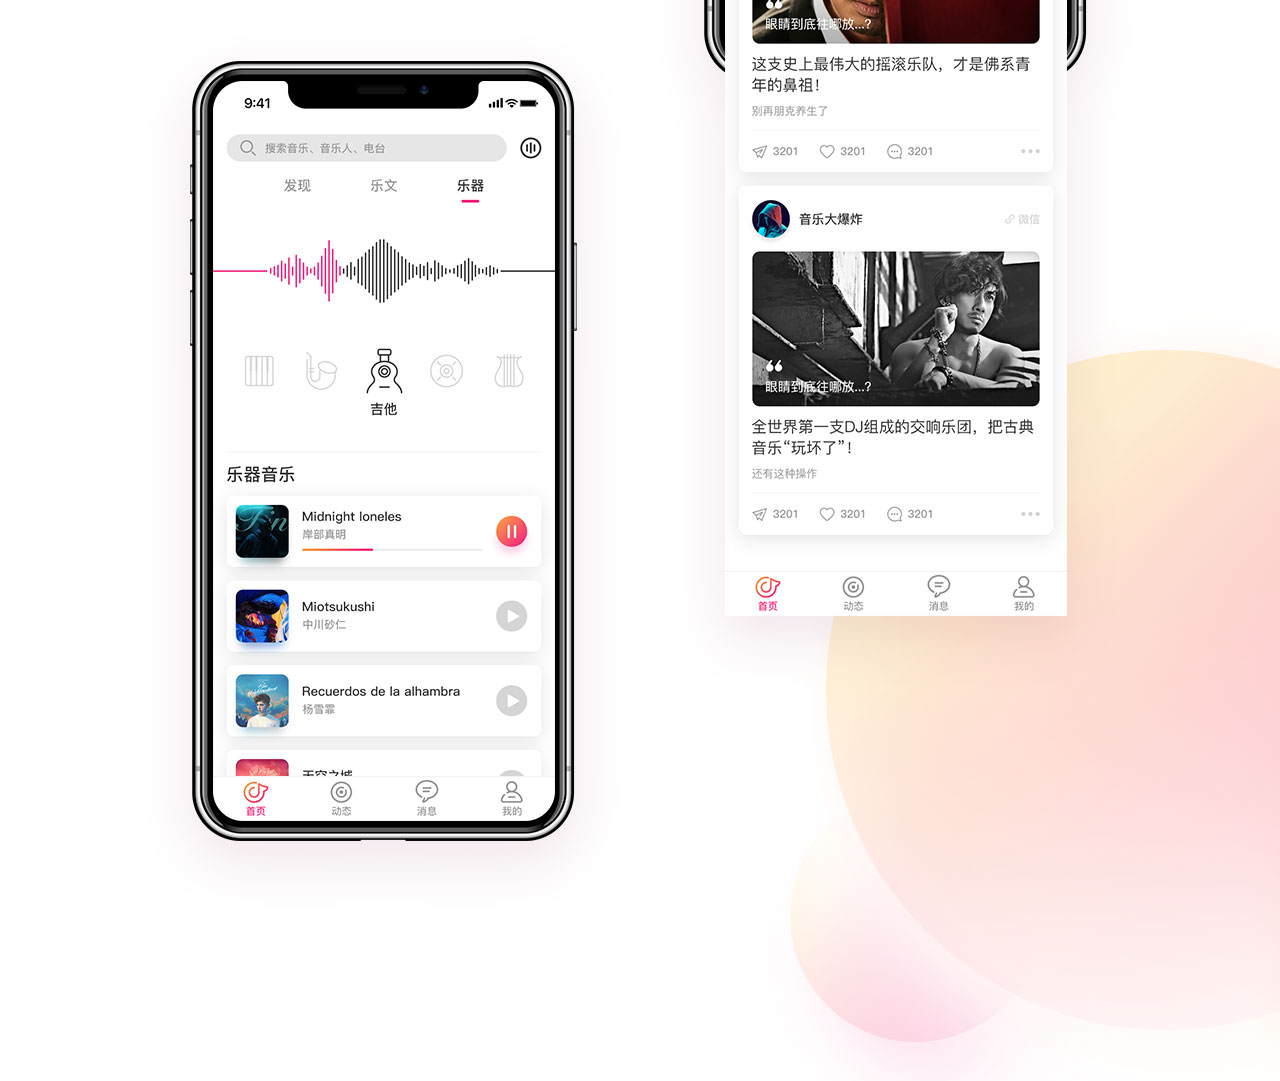 9:41
搜索音乐、音乐人、电台
发现
乐文
乐器
吉他
乐器音乐
Midnight loneles
岸部真明
Miotsukushi
中川砂仁
Recuerdos de la alhambra
杨雪霏
天空之城
首页
动态
消息
我的
眼睛到底往哪放...?
这支史上最伟大的摇滚乐队，才是佛系青
年的鼻祖！
别再朋克养生了
3201
3201
3201
音乐大爆炸
微信
眼睛到底往哪放...?
全世界第一支DJ组成的交响乐团，把古典
音乐“玩坏了”！
还有这种操作
3201
3201
3201
首页
动态
消息
我的